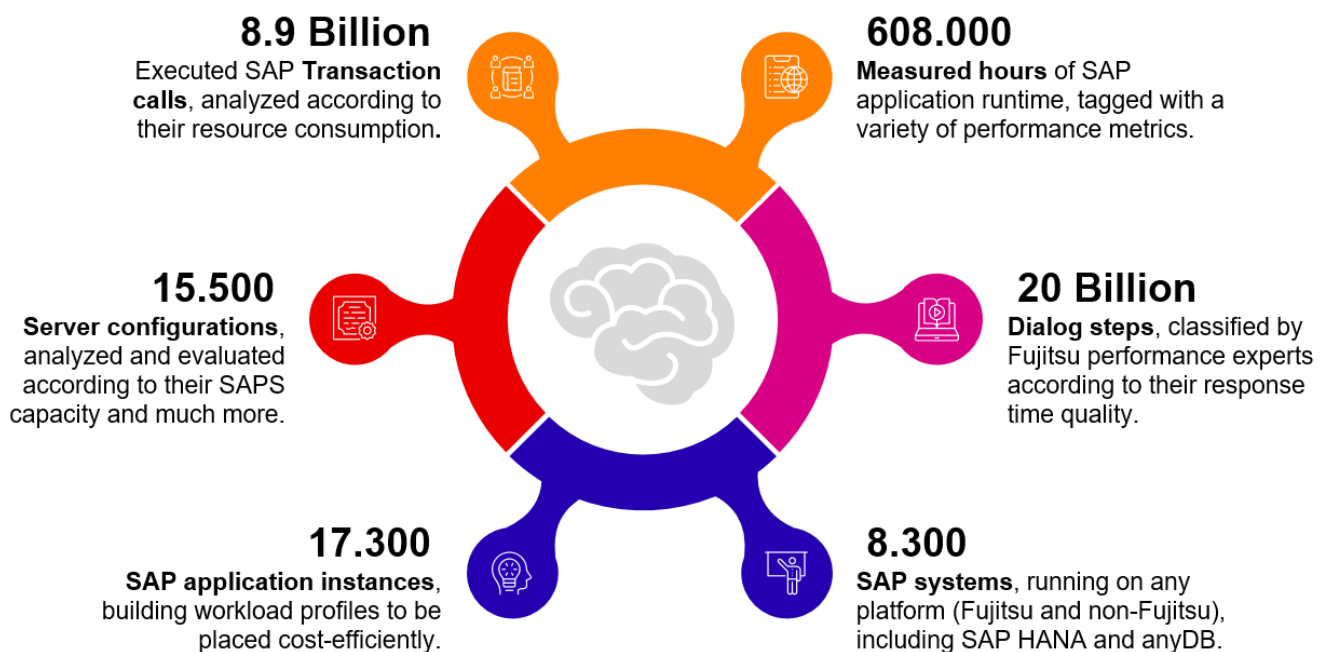 8.9 Billion
Executed SAP Transaction
calls, analyzed according to
their resource consumption.
608.000
Measured hours of SAP
application runtime, tagged with a
variety of performance metrics.
15.500
Server configurations,
analyzed and evaluated
according to their SAPS
capacity and much more.
20 Billion
Dialog steps, classified by
Fujitsu performance experts
according to their response
time quality.
17.300
SAP application instances,
building workload profiles to be
placed cost-efficiently.
8.300
SAP systems, running on any
platform (Fujitsu and non-Fujitsu),
including SAP HANA and anyDB.